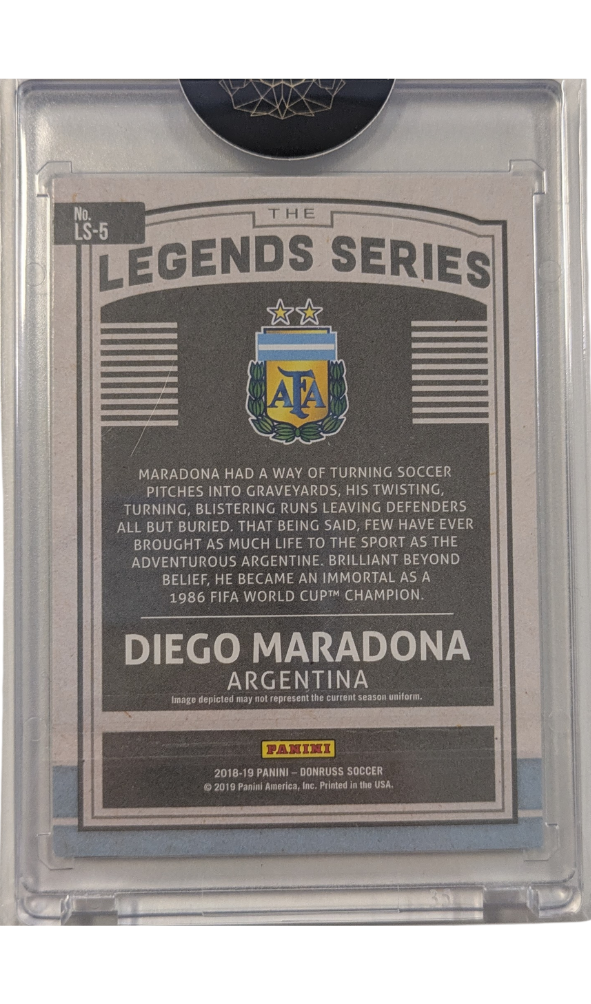 No.
LS-5
THE
LEGENDS SERIES
AFA
MARADONA HAD A WAY OF TURNING SOCCER
PITCHES INTO GRAVEYARDS, HIS TWISTING,
TURNING, BLISTERING RUNS LEAVING DEFENDERS
ALL BUT BURIED. THAT BEING SAID, FEW HAVE EVER
BROUGHT AS MUCH LIFE TO THE SPORT AS THE
ADVENTUROUS ARGENTINE. BRILLIANT BEYOND
BELIEF, HE BECAME AN IMMORTAL AS A
1986 FIFA WORLD CUP™ CHAMPION.
DIEGO MARADONA
ARGENTINA
Image depicted may not represent the current season uniform.
PANINI
2018-19 PANINI – DONRUSS SOCCER
© 2019 Panini America, Inc. Printed in the USA.